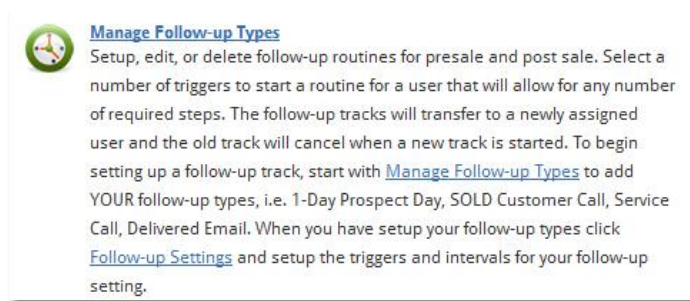 Manage Follow-up Types
Setup, edit, or delete follow-up routines for presale and post sale. Select a
number of triggers to start a routine for a user that will allow for any number
of required steps. The follow-up tracks will transfer to a newly assigned
user and the old track will cancel when a new track is started. To begin
setting up a follow-up track, start with Manage Follow-up Types to add
YOUR follow-up types, i.e. 1-Day Prospect Day, SOLD Customer Call, Service
Call, Delivered Email. When you have setup your follow-up types click
Follow-up Settings and setup the triggers and intervals for your follow-up
setting.